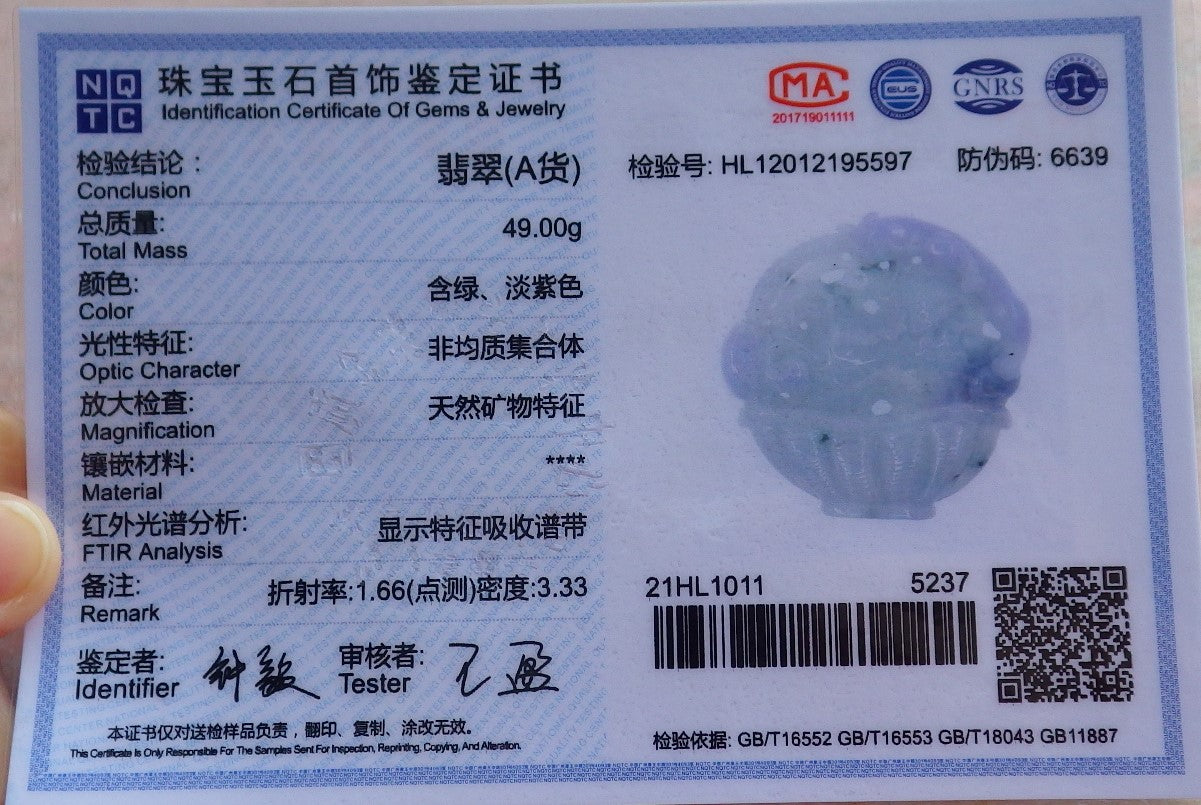 NQTC
珠宝玉石首饰鉴定证书
Identification Certificate Of Gems & Jewelry
MA
201719011111
GNRS
检验结论： 翡翠(A货)
Conclusion
检验号: HL12012195597 防伪码: 6639
总质量: 49.00g
Total Mass
颜色: 含绿、淡紫色
Color
光性特征: 非均质集合体
Optic Character
放大检查: 天然矿物特征
Magnification
镶嵌材料: ****
Material
红外光谱分析: 显示特征吸收谱带
FTIR Analysis
备注: 折射率:1.66(点测)密度:3.33
Remark
21HL1011 5237
鉴定者:
Identifier
审核者: 王盈
Tester
本证书仅对送检样品负责，翻印、复制、涂改无效。
This Certificate Is Only Responsible For The Samples Sent For Inspection, Reprinting, Copying, And Alteration.
检验依据: GB/T16552 GB/T16553 GB/T18043 GB11887